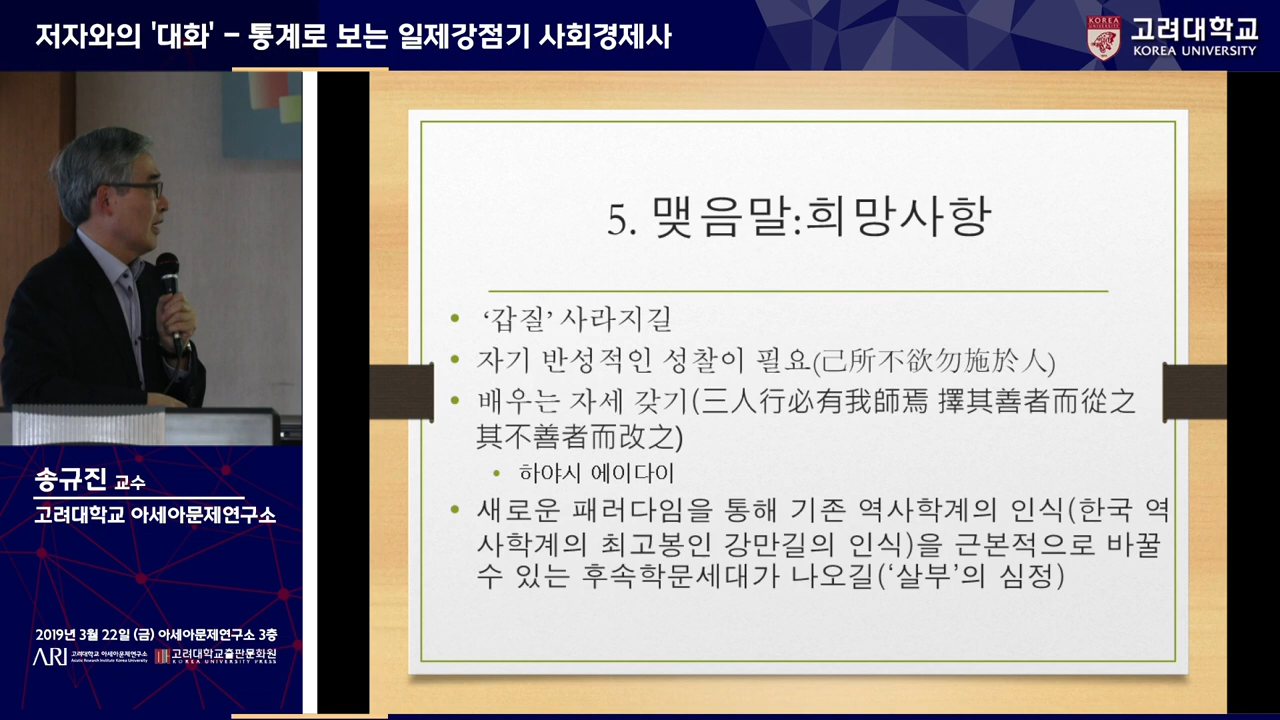 저자와의 '대화' - 통계로 보는 일제강점기 사회경제사
KOREA UNIVERSITY
고려대학교
KOREA UNIVERSITY
5. 맺음말:희망사항
• ‘갑질’ 사라지길
• 자기 반성적인 성찰이 필요(己所不欲勿施於人)
• 배우는 자세 갖기(三人行必有我師焉 擇其善者而從之
其不善者而改之)
• 하야시 에이다이
• 새로운 패러다임을 통해 기존 역사학계의 인식(한국 역
사학계의 최고봉인 강만길의 인식)을 근본적으로 바꿀
수 있는 후속학문세대가 나오길(‘살부’의 심정)
송규진 교수
고려대학교 아세아문제연구소
2019년 3월 22일 (금) 아세아문제연구소 3층
ARI 고려대학교 아세아문제연구소
Asiatic Research Institute Korea University
고려대학교출판문화원
KOREA UNIVERSITY PRESS